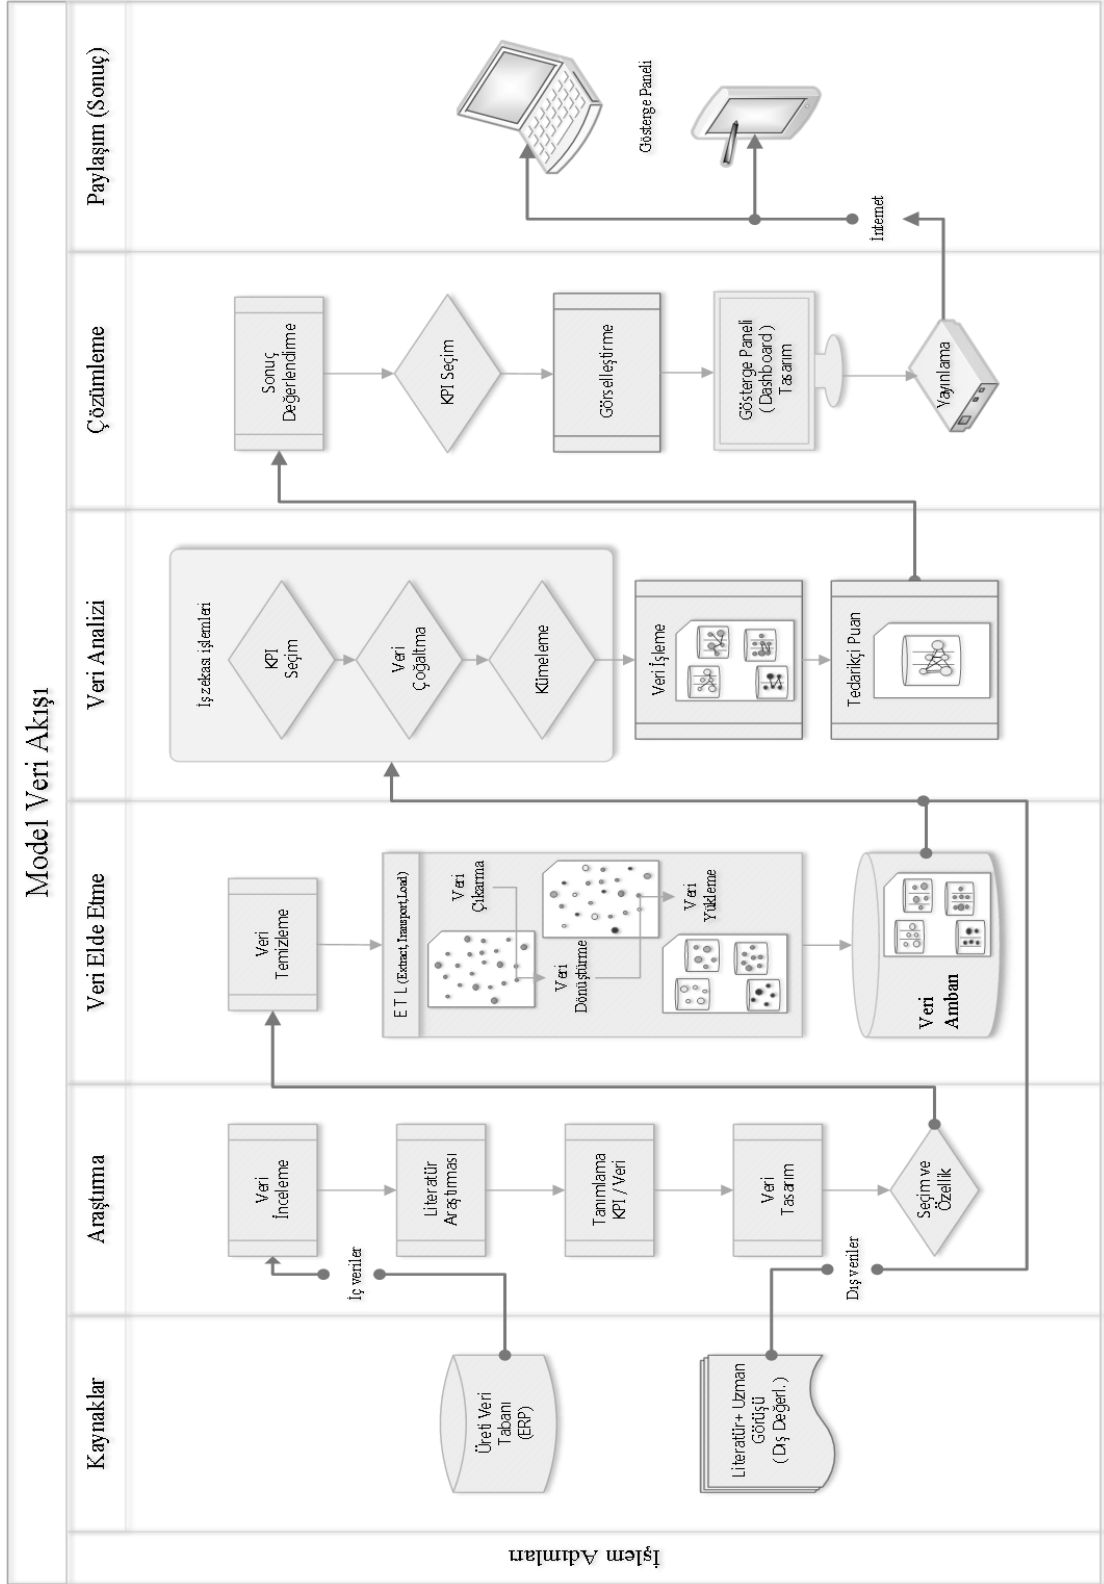 Model Veri Akışı
İşlem Adımları
Kaynaklar
Üreti Veri
Tabanı
(ERP)
Literatür+ Uzman
Görüşü
( Dış Değerl.)
Araştırma
İç veriler
Veri
İnceleme
Literatür
Araştırması
Tanımlama
KPI / Veri
Veri
Tasarım
Seçim ve
Özellik
Dış veriler
Veri Elde Etme
Veri
Temizleme
E T L (Extract,Transport,Load)
Veri
Çıkarma
Veri
Dönüştürme
Veri
Yükleme
Veri
Ambarı
Veri Analizi
İş zekası işlemleri
KPI
Seçim
Veri
Çoğaltma
Kümeleme
Veri İşleme
Tedarikçi Puan
Çözümleme
Sonuç
Değerlendirme
KPI Seçim
Görselleştirme
Gösterge Paneli
( Dashboard )
Tasarım
Yayınlama
Paylaşım (Sonuç)
Gösterge Paneli
İnternet